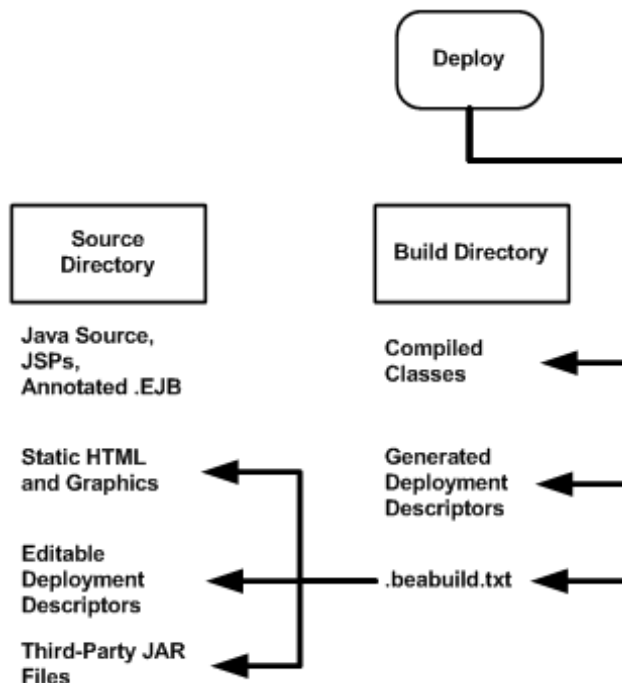 Deploy
Source
Directory
Build Directory
Java Source,
JSPs,
Annotated .EJB
Compiled
Classes
Static HTML
and Graphics
Generated
Deployment
Descriptors
Editable
Deployment
Descriptors
.beabuild.txt
Third-Party JAR
Files